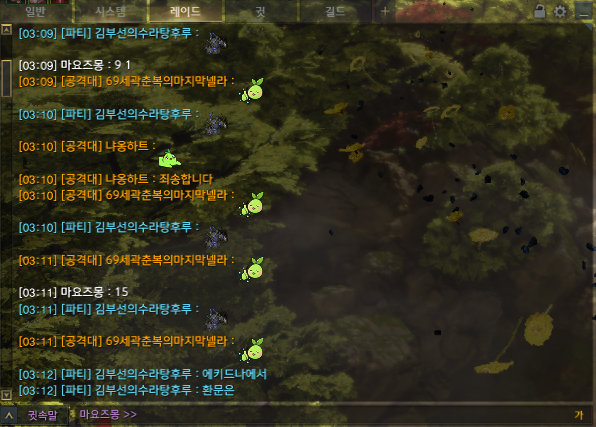 일반 시스템 레이드 귓 길드 +
[03:09] [파티] 김부선의수라탕후루 :
[03:09] 마요즈몽 : 9 1
[03:09] [공격대] 69세곽춘복의마지막넬라 :
[03:10] [파티] 김부선의수라탕후루 :
[03:10] [공격대] 냐옹하트 :
[03:10] [공격대] 냐옹하트 : 죄송합니다
[03:10] [공격대] 69세곽춘복의마지막넬라 :
[03:10] [파티] 김부선의수라탕후루 :
[03:11] [공격대] 69세곽춘복의마지막넬라 :
[03:11] 마요즈몽 : 15
[03:11] [파티] 김부선의수라탕후루 :
[03:11] [공격대] 69세곽춘복의마지막넬라 :
[03:12] [파티] 김부선의수라탕후루 : 에키드나에서
[03:12] [파티] 김부선의수라탕후루 : 환문은
귓속말 마요즈몽 >> 가